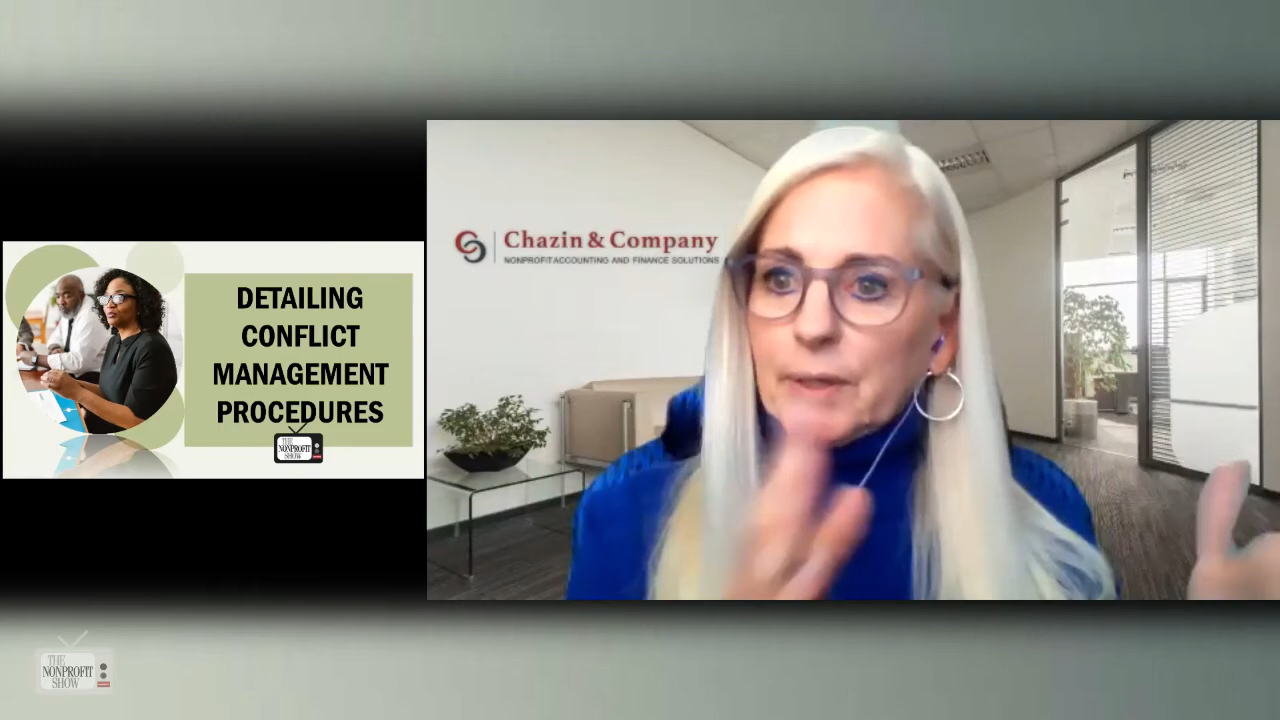 DETAILING
CONFLICT
MANAGEMENT
PROCEDURES
THE
NONPROFIT
SHOW
Chazin & Company
NONPROFIT ACCOUNTING AND FINANCE SOLUTIONS
THE
NONPROFIT
SHOW